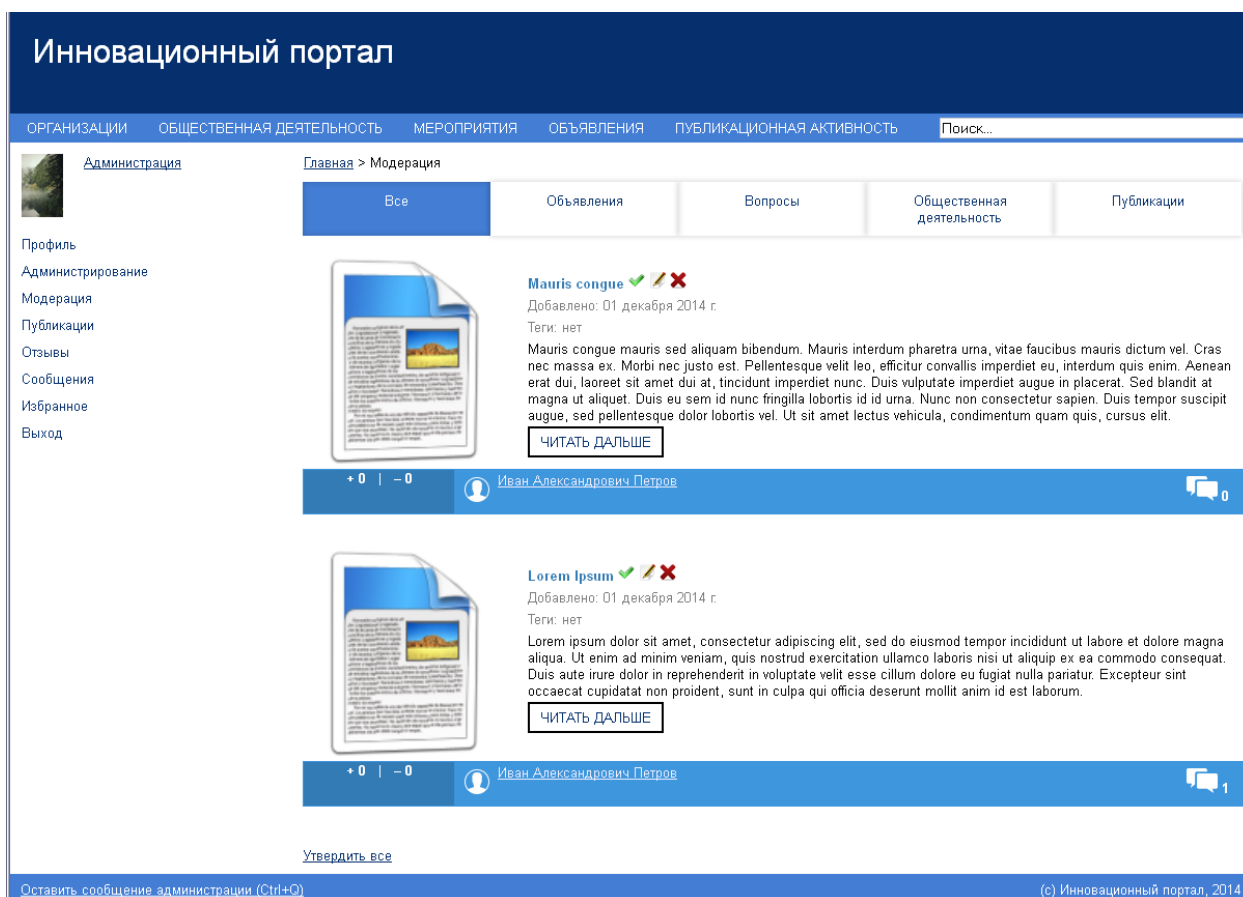 Инновационный портал
ОРГАНИЗАЦИИ ОБЩЕСТВЕННАЯ ДЕЯТЕЛЬНОСТЬ МЕРОПРИЯТИЯ ОБЪЯВЛЕНИЯ ПУБЛИКАЦИОННАЯ АКТИВНОСТЬ Поиск...
Администрация
Профиль
Администрирование
Модерация
Публикации
Отзывы
Сообщения
Избранное
Выход
Главная > Модерация
Все
Объявления
Вопросы
Общественная
деятельность
Публикации
Mauris congue
Добавлено: 01 декабря 2014 г.
Теги: нет
Mauris congue mauris sed aliquam bibendum. Mauris interdum pharetra urna, vitae faucibus mauris dictum vel. Cras
nec massa ex. Morbi nec justo est. Pellentesque velit leo, efficitur convallis imperdiet eu, interdum quis enim. Aenean
erat dui, laoreet sit amet dui at, tincidunt imperdiet nunc. Duis vulputate imperdiet augue in placerat. Sed blandit at
magna ut aliquet. Duis eu sem id nunc fringilla lobortis id id urna. Nunc non consectetur sapien. Duis tempor suscipit
augue, sed pellentesque dolor lobortis vel. Ut sit amet lectus vehicula, condimentum quam quis, cursus elit.
ЧИТАТЬ ДАЛЬШЕ
+ 0 | – 0
Иван Александрович Петров
0
Lorem Ipsum
Добавлено: 01 декабря 2014 г.
Теги: нет
Lorem ipsum dolor sit amet, consectetur adipiscing elit, sed do eiusmod tempor incididunt ut labore et dolore magna
aliqua. Ut enim ad minim veniam, quis nostrud exercitation ullamco laboris nisi ut aliquip ex ea commodo consequat.
Duis aute irure dolor in reprehenderit in voluptate velit esse cillum dolore eu fugiat nulla pariatur. Excepteur sint
occaecat cupidatat non proident, sunt in culpa qui officia deserunt mollit anim id est laborum.
ЧИТАТЬ ДАЛЬШЕ
+ 0 | – 0
Иван Александрович Петров
1
Утвердить все
Оставить сообщение администрации (Ctrl+Q)
(c) Инновационный портал, 2014